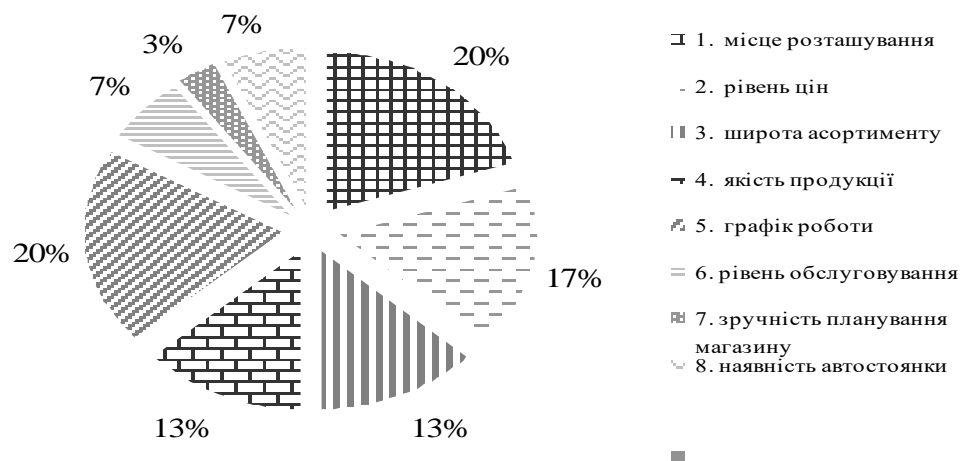 7%
3%
7%
20%
20%
17%
13%
13%
1. місце розташування
2. рівень цін
3. широта асортименту
4. якість продукції
5. графік роботи
6. рівень обслуговування
7. зручність планування
магазину
8. наявність автостоянки